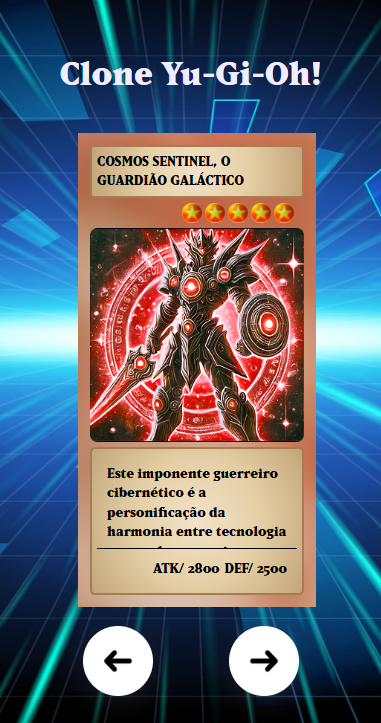 Clone Yu-Gi-Oh!
COSMOS SENTINEL, O
GUARDIÃO GALÁCTICO
Este imponente guerreiro
cibernético é a
personificação da
harmonia entre tecnologia
ATK/ 2800 DEF/ 2500